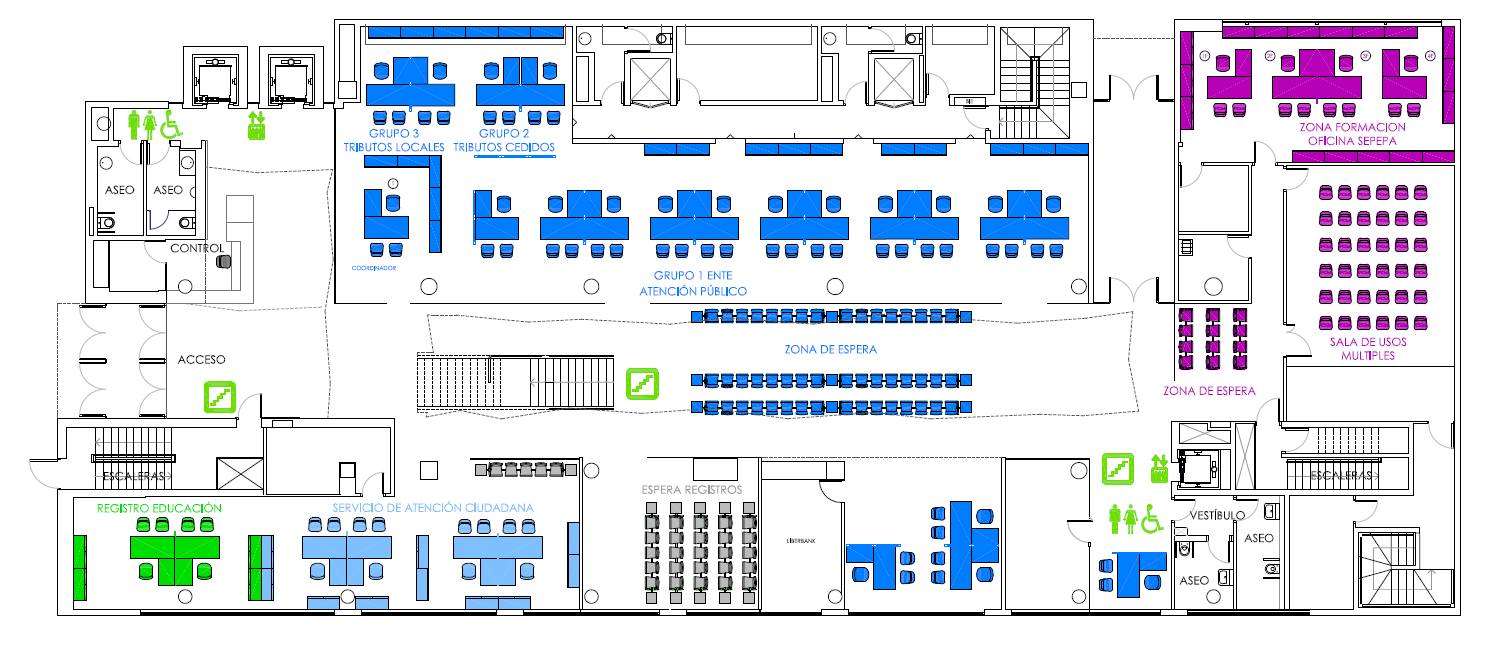 GRUPO 3
TRIBUTOS LOCALES
GRUPO 2
TRIBUTOS CEDIDOS
ZONA FORMACION
OFICINA SEPEPA
ASEO
ASEO
CONTROL
COORDINADOR
GRUPO 1 ENTE
ATENCIÓN PÚBLICO
ZONA DE ESPERA
SALA DE USOS
MULTIPLES
ACCESO
ZONA DE ESPERA
ESCALERAS
ESCALERAS
ESPERA REGISTROS
REGISTRO EDUCACIÓN
SERVICIO DE ATENCIÓN CIUDADANA
VESTÍBULO
LIBERBANK
ASEO
ASEO